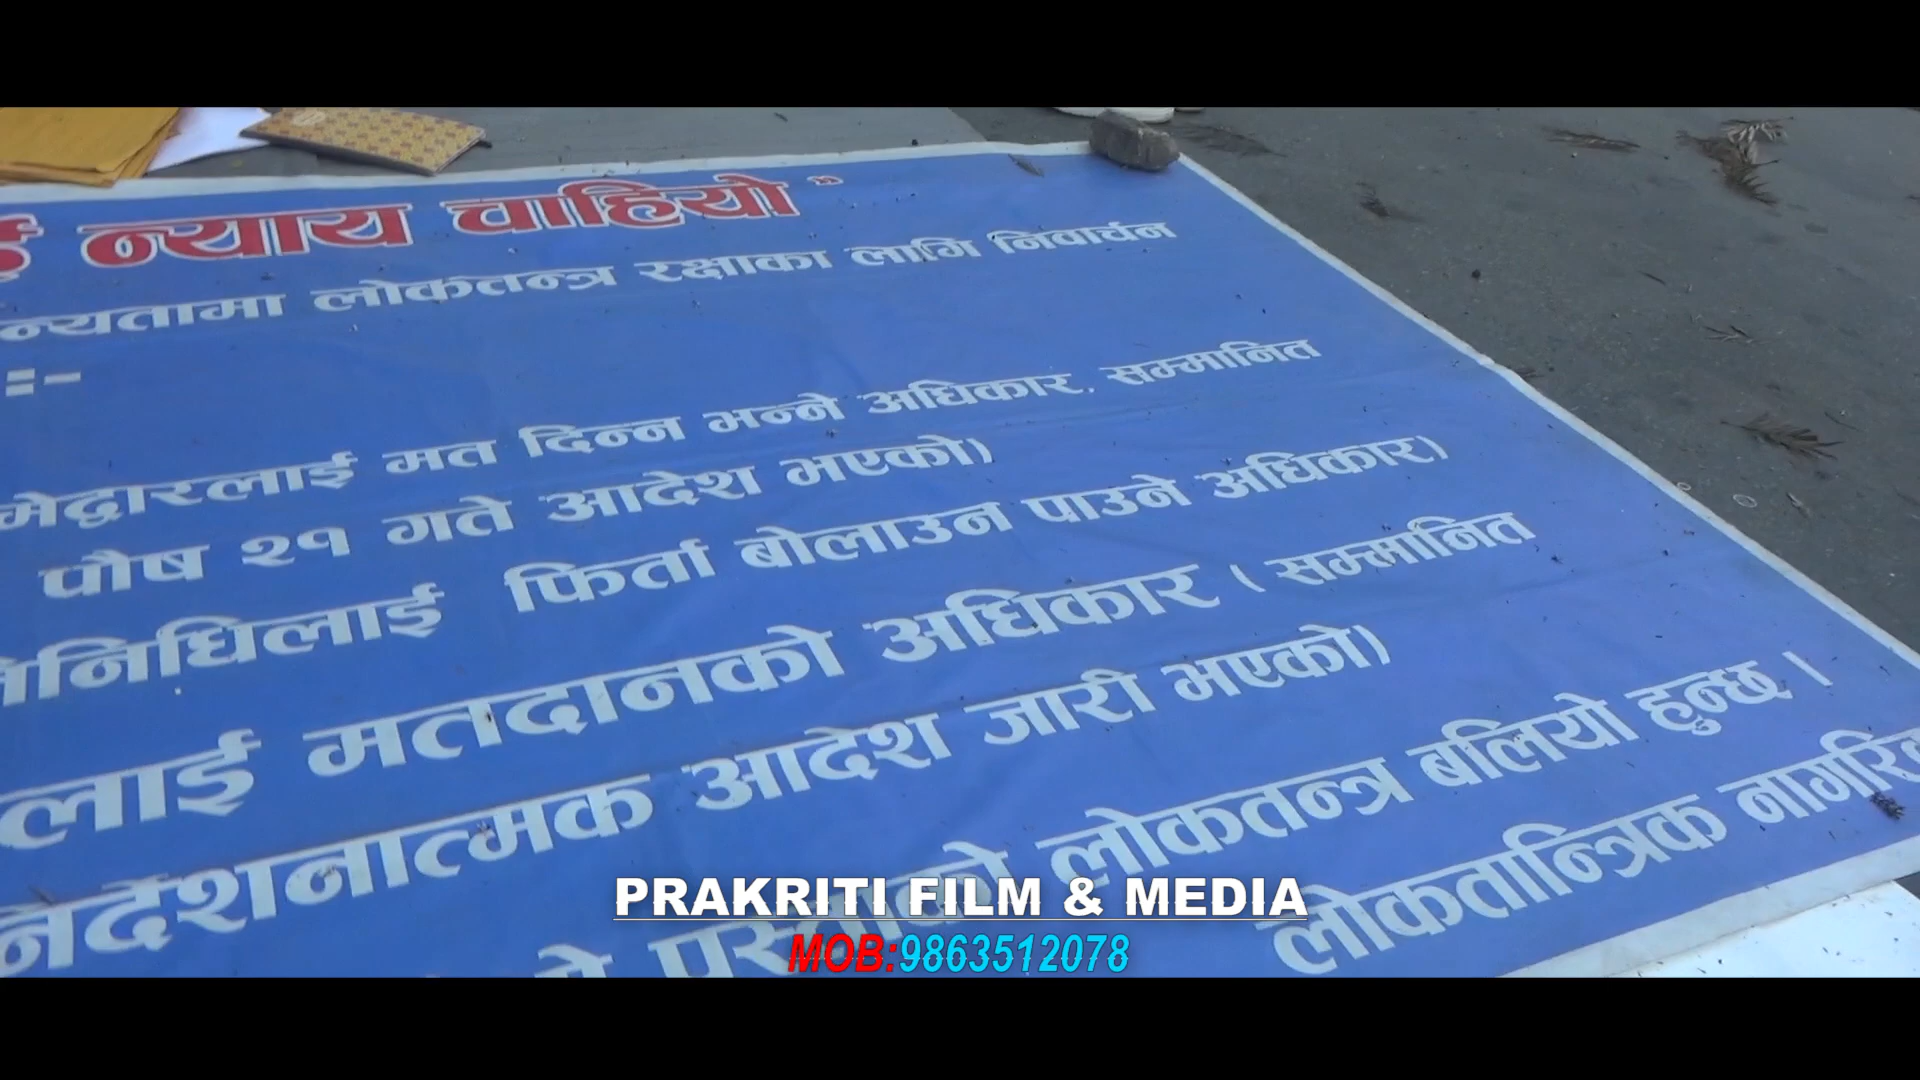 न्याय चाहियो "
न्यतामा लोकतन्त्र रक्षाका लागि निवार्चन
:-
मेद्वारलाई मत दिन्न भन्ने अधिकार, सम्मानित
पौष २१ गते आदेश भएको)
निधिलाई फिर्ता बोलाउन पाउने अधिकार)
लाई मतदानको अधिकार ( सम्मानित
नर्देशनात्मक आदेश जारी भएको)
लोकतन्त्र बलियो हुन्छ ।
लोकतान्त्रिक नागरि
PRAKRITI FILM & MEDIA
MOB:9863512078